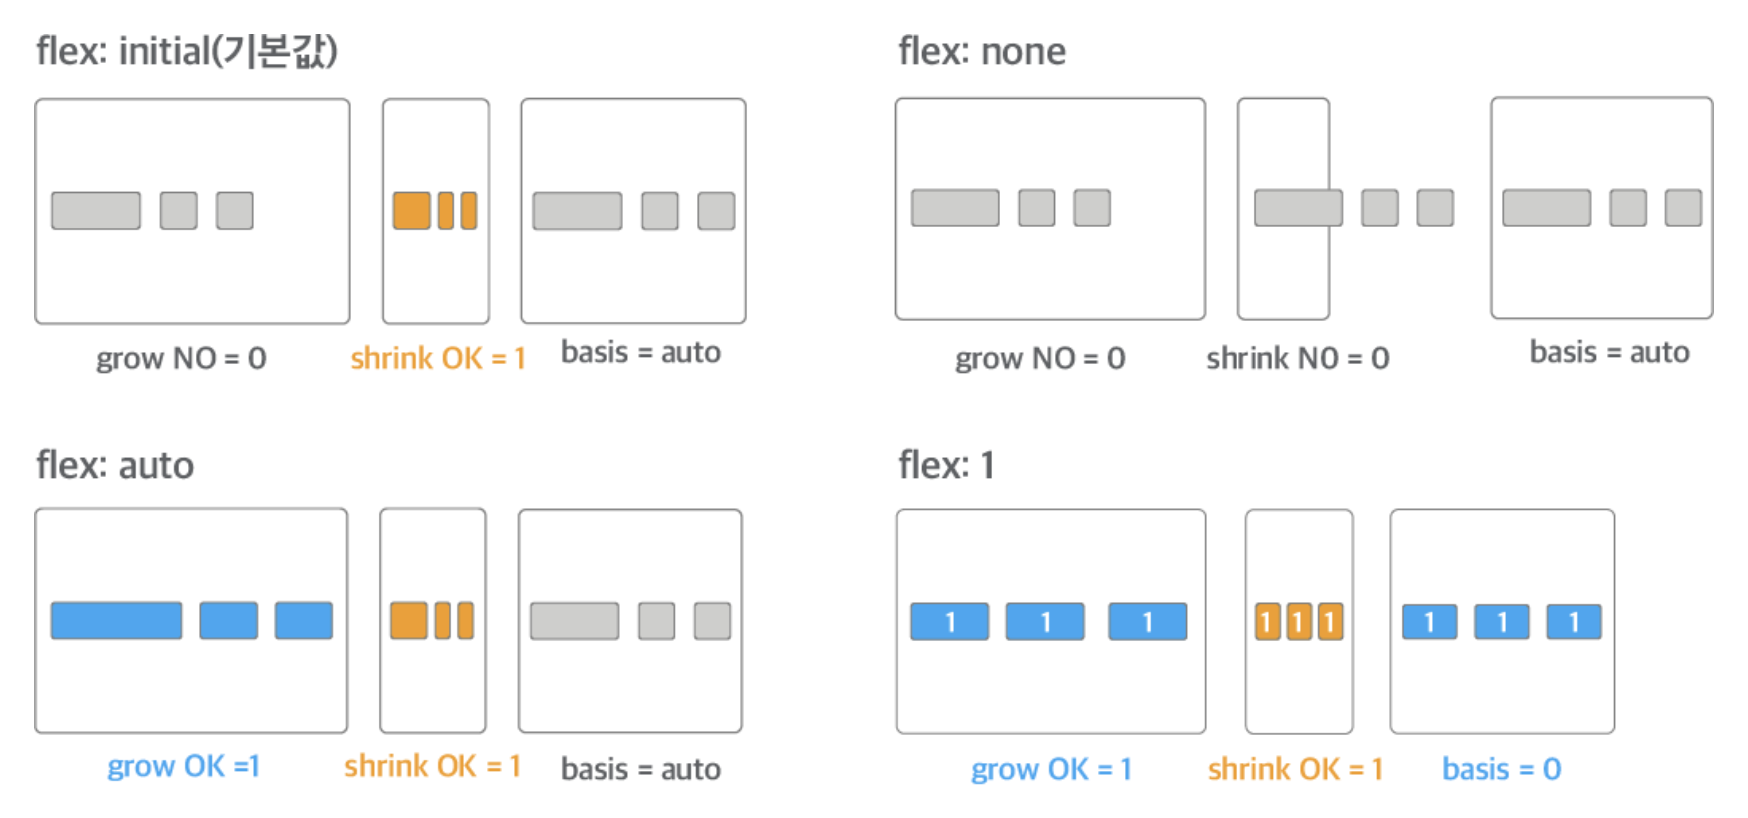 flex: initial(기본값)
grow NO = 0
shrink OK = 1
basis = auto
flex: none
grow NO = 0
shrink NO = 0
basis = auto
flex: auto
grow OK =1
shrink OK = 1
basis = auto
flex: 1
1 1 1
1 1 1
1 1 1
grow OK = 1
shrink OK = 1
basis = 0